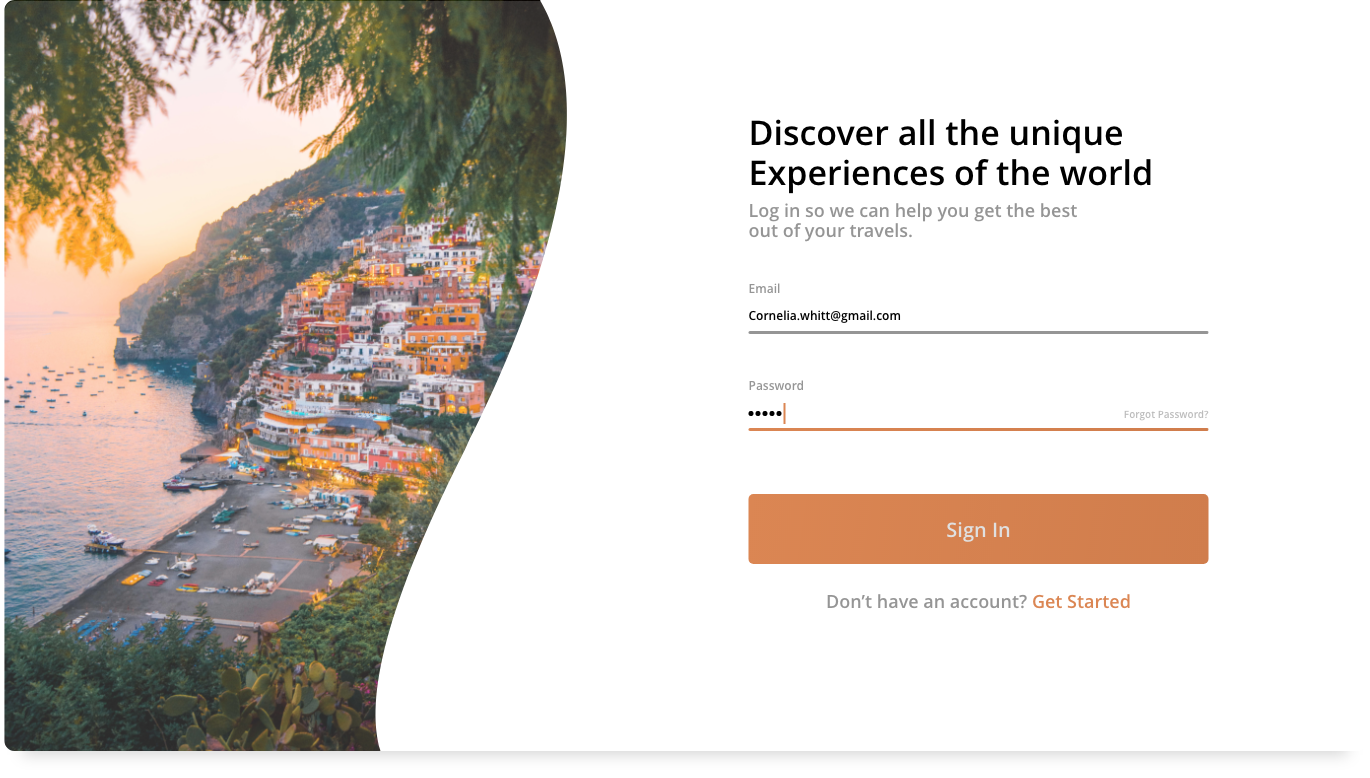 Discover all the unique
Experiences of the world
Log in so we can help you get the best
out of your travels.
Email
Cornelia.whitt@gmail.com
Password
•••••
Forgot Password?
Sign In
Don’t have an account? Get Started